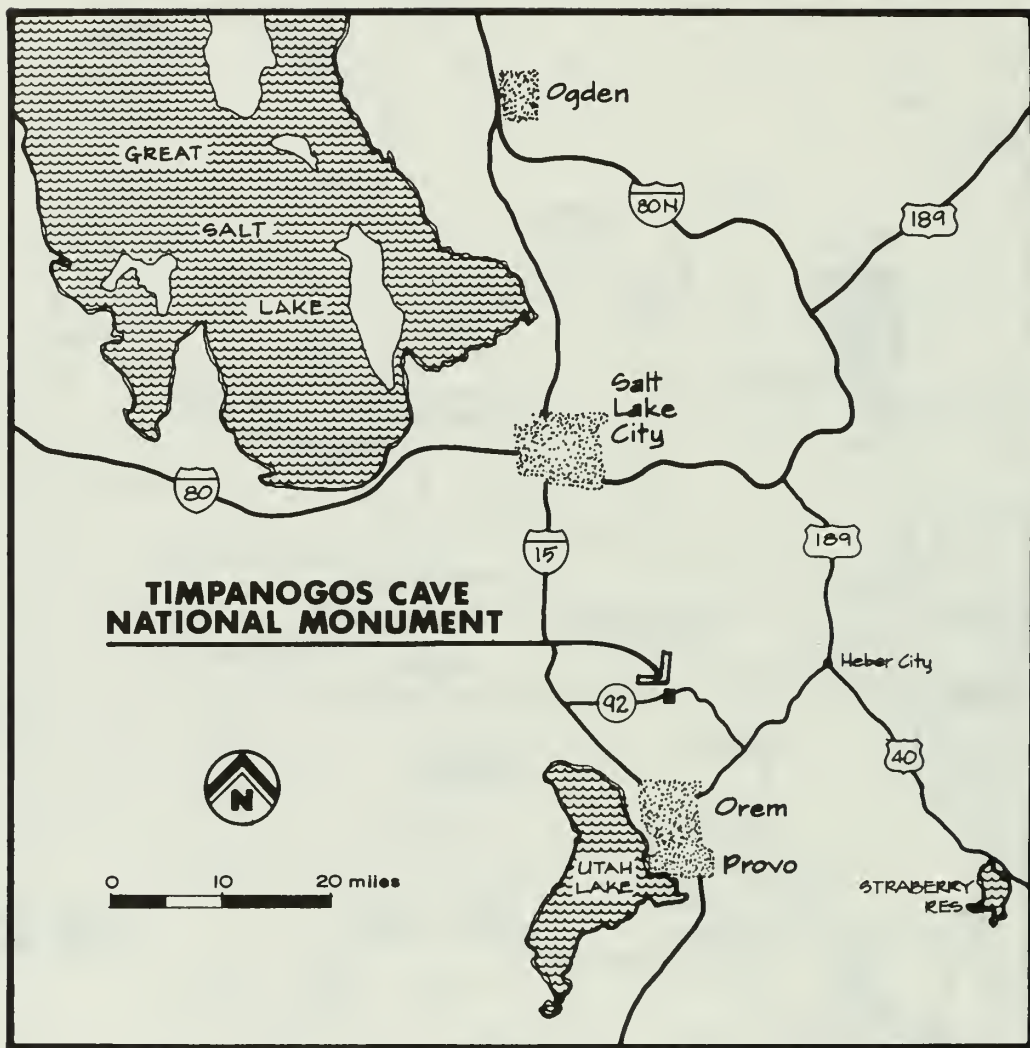 Ogden
GREAT
SALT
LAKE
80N
189
Salt
Lake
City
80
15
189
TIMPANOGOS CAVE
NATIONAL MONUMENT
Heber City
92
40
N
Orem
Provo
UTAH
LAKE
STRABERRY
RES
0 10 20 miles